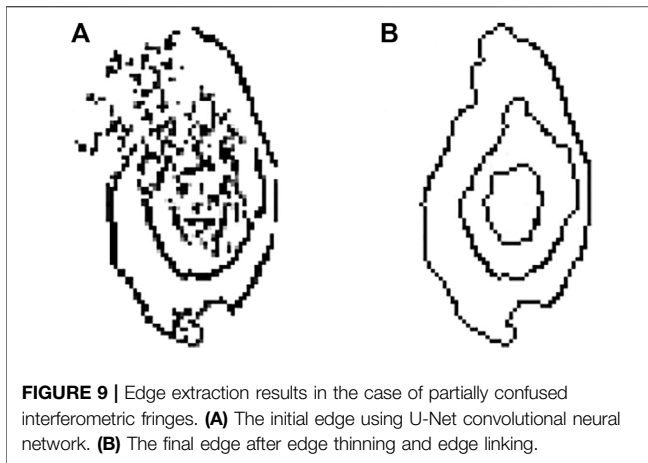 A
B
FIGURE 9 | Edge extraction results in the case of partially confused
interferometric fringes. (A) The initial edge using U-Net convolutional neural
network. (B) The final edge after edge thinning and edge linking.